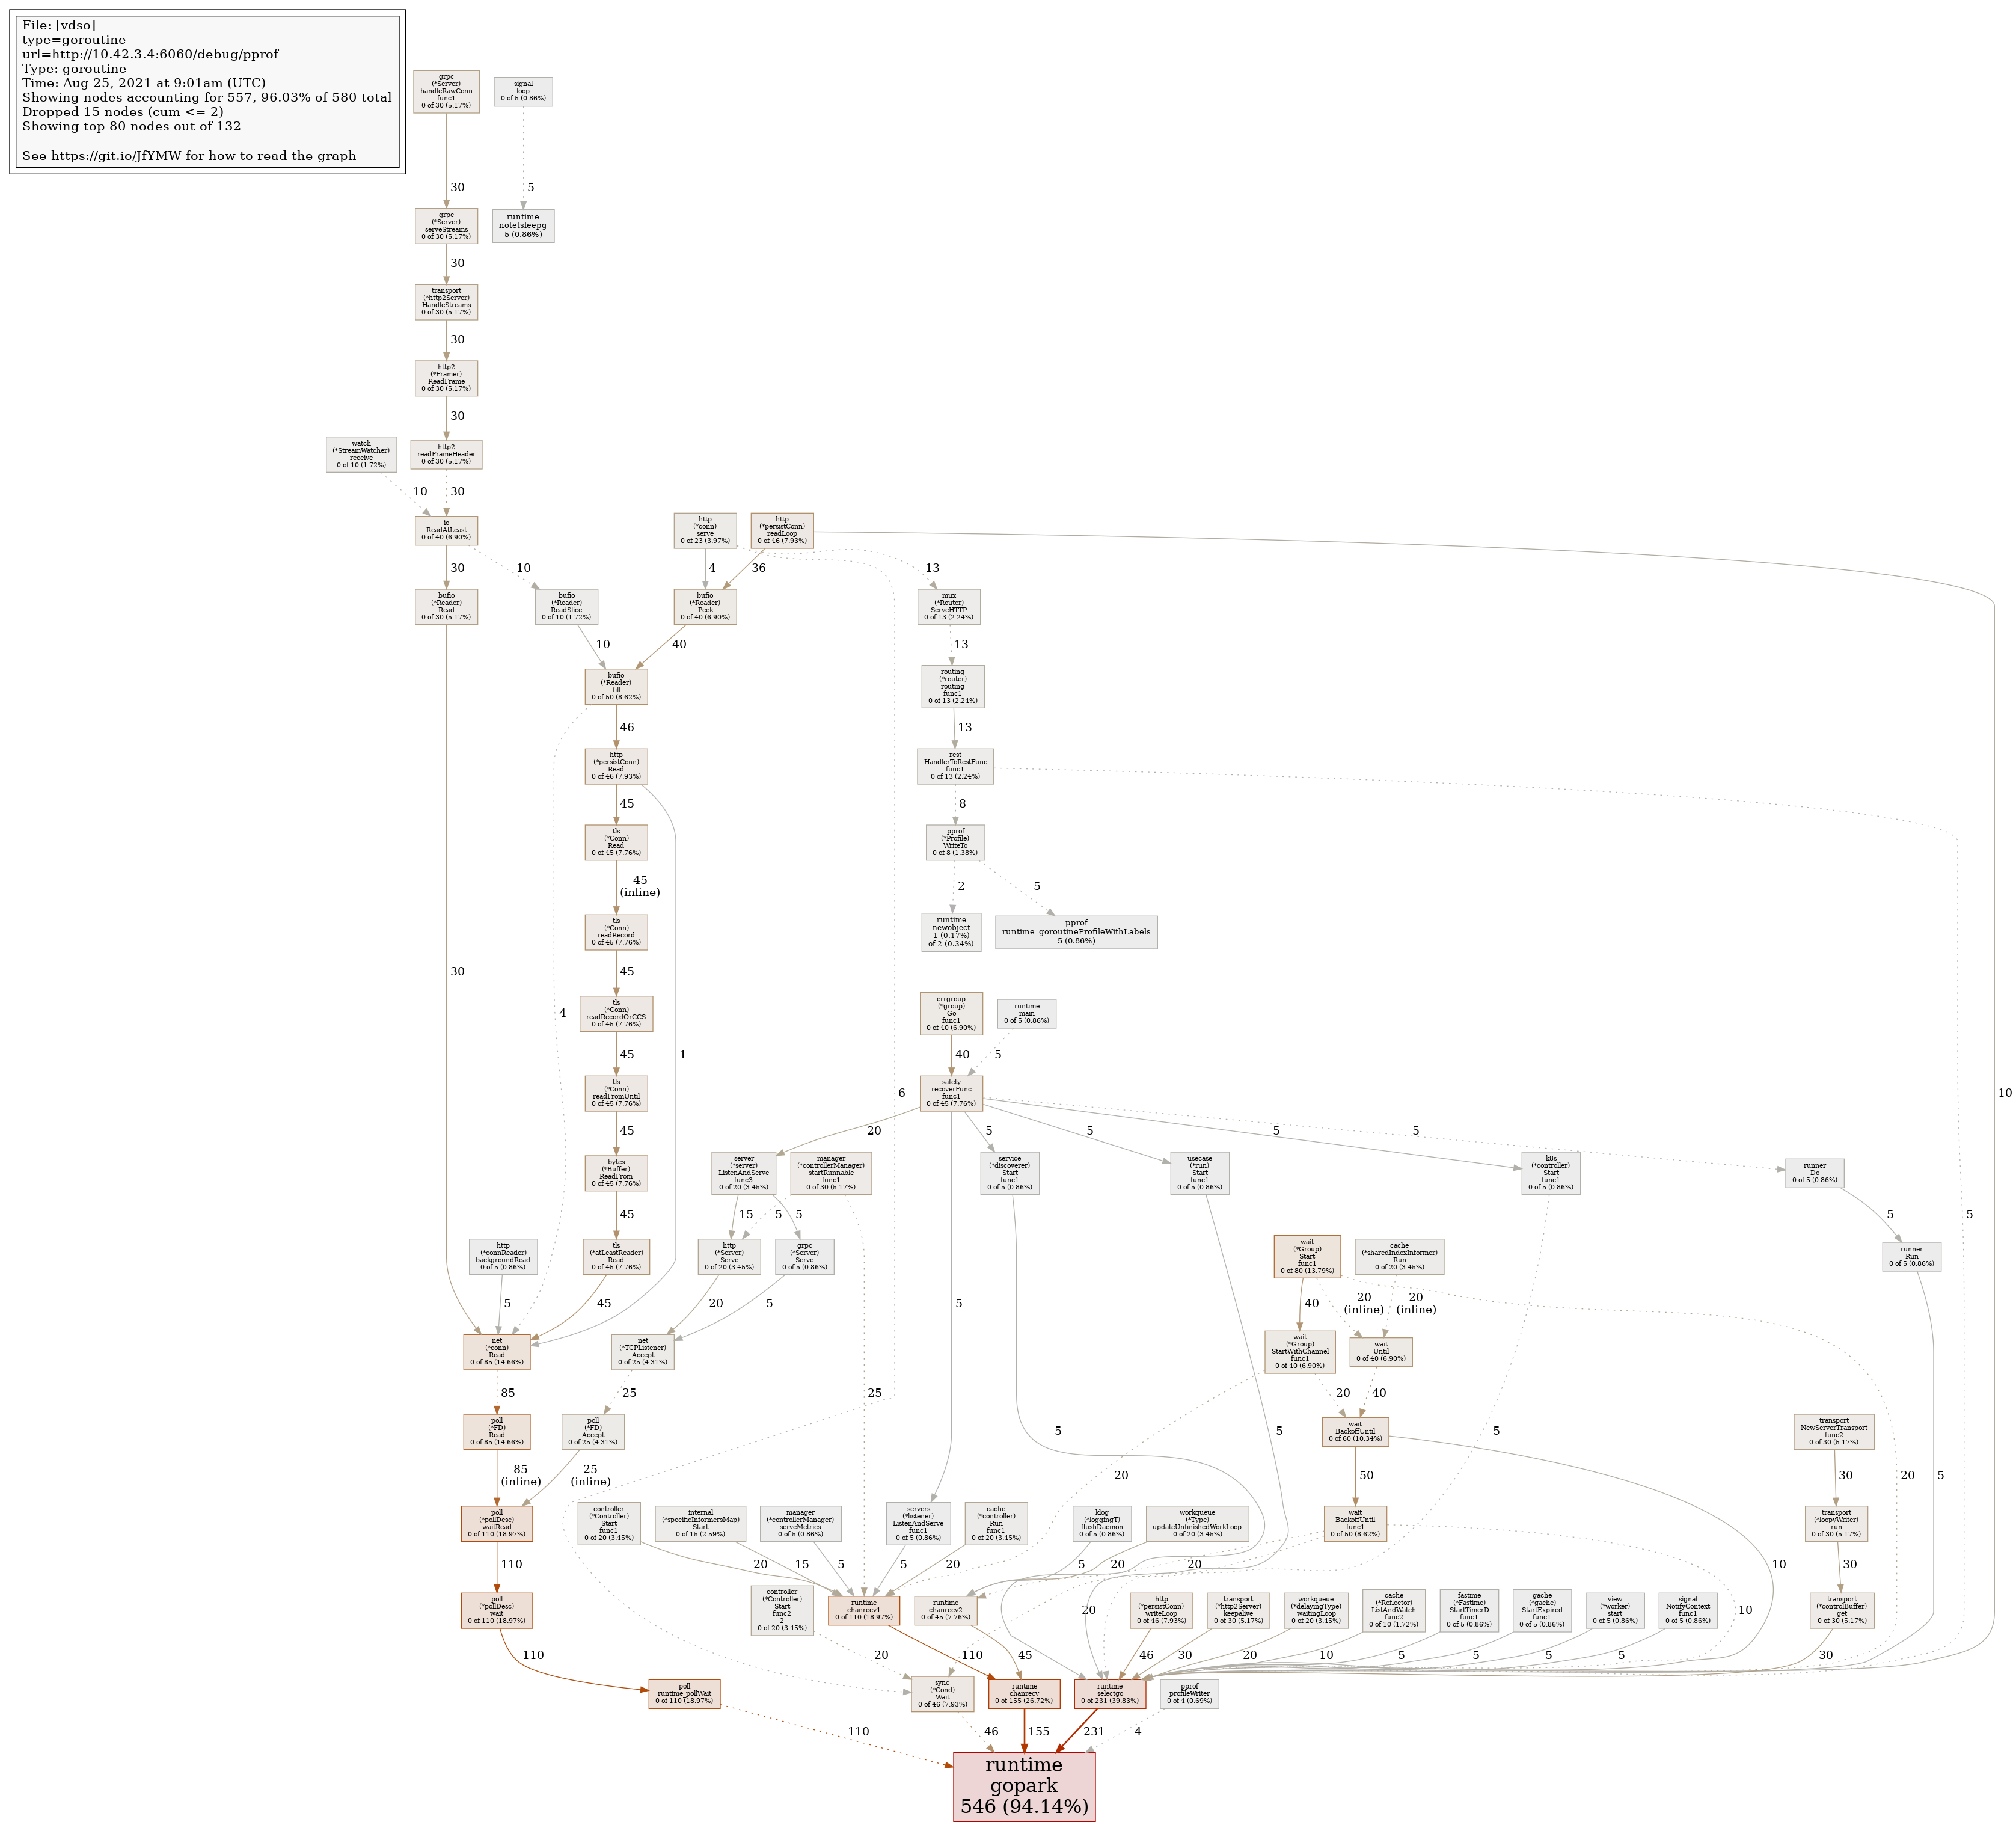 File: [vdso]
type=goroutine
url=http://10.42.3.4:6060/debug/pprof
Type: goroutine
Time: Aug 25, 2021 at 9:01am (UTC)
Showing nodes accounting for 557, 96.03% of 580 total
Dropped 15 nodes (cum <= 2)
Showing top 80 nodes out of 132
See https://git.io/JfYMW for how to read the graph
grpc
(*Server)
handleRawConn
func1
0 of 30 (5.17%)
signal
loop
0 of 5 (0.86%)
30
5
grpc
(*Server)
serveStreams
0 of 30 (5.17%)
runtime
notetsleepg
5 (0.86%)
30
transport
(*http2Server)
HandleStreams
0 of 30 (5.17%)
30
http2
(*Framer)
ReadFrame
0 of 30 (5.17%)
30
watch
(*StreamWatcher)
receive
0 of 10 (1.72%)
http2
readFrameHeader
0 of 30 (5.17%)
10
30
io
ReadAtLeast
0 of 40 (6.90%)
http
(*conn)
serve
0 of 23 (3.97%)
http
(*persistConn)
readLoop
0 of 46 (7.93%)
30
10
4
36
13
bufio
(*Reader)
Read
0 of 30 (5.17%)
bufio
(*Reader)
ReadSlice
0 of 10 (1.72%)
bufio
(*Reader)
Peek
0 of 40 (6.90%)
mux
(*Router)
ServeHTTP
0 of 13 (2.24%)
10
40
13
bufio
(*Reader)
fill
0 of 50 (8.62%)
routing
(*router)
routing
func1
0 of 13 (2.24%)
46
13
http
(*persistConn)
Read
0 of 46 (7.93%)
rest
HandlerToRestFunc
func1
0 of 13 (2.24%)
45
8
tls
(*Conn)
Read
0 of 45 (7.76%)
pprof
(*Profile)
WriteTo
0 of 8 (1.38%)
45
(inline)
2
5
tls
(*Conn)
readRecord
0 of 45 (7.76%)
runtime
newobject
1 (0.17%)
of 2 (0.34%)
pprof
runtime_goroutineProfileWithLabels
5 (0.86%)
30
45
tls
(*Conn)
readRecordOrCCS
0 of 45 (7.76%)
errgroup
(*group)
Go
func1
0 of 40 (6.90%)
runtime
main
0 of 5 (0.86%)
4
45
1
40
5
tls
(*Conn)
readFromUntil
0 of 45 (7.76%)
6
safety
recoverFunc
func1
0 of 45 (7.76%)
10
45
20
5
5
5
5
bytes
(*Buffer)
ReadFrom
0 of 45 (7.76%)
server
(*server)
ListenAndServe
func3
0 of 20 (3.45%)
manager
(*controllerManager)
startRunnable
func1
0 of 30 (5.17%)
service
(*discoverer)
Start
func1
0 of 5 (0.86%)
usecase
(*run)
Start
func1
0 of 5 (0.86%)
k8s
(*controller)
Start
func1
0 of 5 (0.86%)
runner
Do
0 of 5 (0.86%)
45
15
5
5
5
5
http
(*connReader)
backgroundRead
0 of 5 (0.86%)
tls
(*atLeastReader)
Read
0 of 45 (7.76%)
http
(*Server)
Serve
0 of 20 (3.45%)
grpc
(*Server)
Serve
0 of 5 (0.86%)
wait
(*Group)
Start
func1
0 of 80 (13.79%)
cache
(*sharedIndexInformer)
Run
0 of 20 (3.45%)
runner
Run
0 of 5 (0.86%)
5
45
20
5
5
40
20
(inline)
20
(inline)
net
(*conn)
Read
0 of 85 (14.66%)
net
(*TCPListener)
Accept
0 of 25 (4.31%)
wait
(*Group)
StartWithChannel
func1
0 of 40 (6.90%)
wait
Until
0 of 40 (6.90%)
85
25
25
20
40
poll
(*FD)
Read
0 of 85 (14.66%)
poll
(*FD)
Accept
0 of 25 (4.31%)
5
5
wait
BackoffUntil
0 of 60 (10.34%)
5
transport
NewServerTransport
func2
0 of 30 (5.17%)
85
(inline)
25
(inline)
20
50
30
20
5
poll
(*pollDesc)
waitRead
0 of 110 (18.97%)
controller
(*Controller)
Start
func1
0 of 20 (3.45%)
internal
(*specificInformersMap)
Start
0 of 15 (2.59%)
manager
(*controllerManager)
serveMetrics
0 of 5 (0.86%)
servers
(*listener)
ListenAndServe
func1
0 of 5 (0.86%)
cache
(*controller)
Run
func1
0 of 20 (3.45%)
klog
(*loggingT)
flushDaemon
0 of 5 (0.86%)
workqueue
(*Type)
updateUnfinishedWorkLoop
0 of 20 (3.45%)
wait
BackoffUntil
func1
0 of 50 (8.62%)
transport
(*loopyWriter)
run
0 of 30 (5.17%)
110
20
15
5
5
20
5
20
20
10
30
poll
(*pollDesc)
wait
0 of 110 (18.97%)
controller
(*Controller)
Start
func2
2
0 of 20 (3.45%)
runtime
chanrecv1
0 of 110 (18.97%)
runtime
chanrecv2
0 of 45 (7.76%)
20
http
(*persistConn)
writeLoop
0 of 46 (7.93%)
transport
(*http2Server)
keepalive
0 of 30 (5.17%)
workqueue
(*delayingType)
waitingLoop
0 of 20 (3.45%)
cache
(*Reflector)
ListAndWatch
func2
0 of 10 (1.72%)
fastime
(*Fastime)
StartTimerD
func1
0 of 5 (0.86%)
gache
(*gache)
StartExpired
func1
0 of 5 (0.86%)
view
(*worker)
start
0 of 5 (0.86%)
signal
NotifyContext
func1
0 of 5 (0.86%)
10
transport
(*controlBuffer)
get
0 of 30 (5.17%)
110
20
110
45
46
30
20
10
5
5
5
5
30
poll
runtime_pollWait
0 of 110 (18.97%)
sync
(*Cond)
Wait
0 of 46 (7.93%)
runtime
chanrecv
0 of 155 (26.72%)
runtime
selectgo
0 of 231 (39.83%)
pprof
profileWriter
0 of 4 (0.69%)
110
46
155
231
4
runtime
gopark
546 (94.14%)